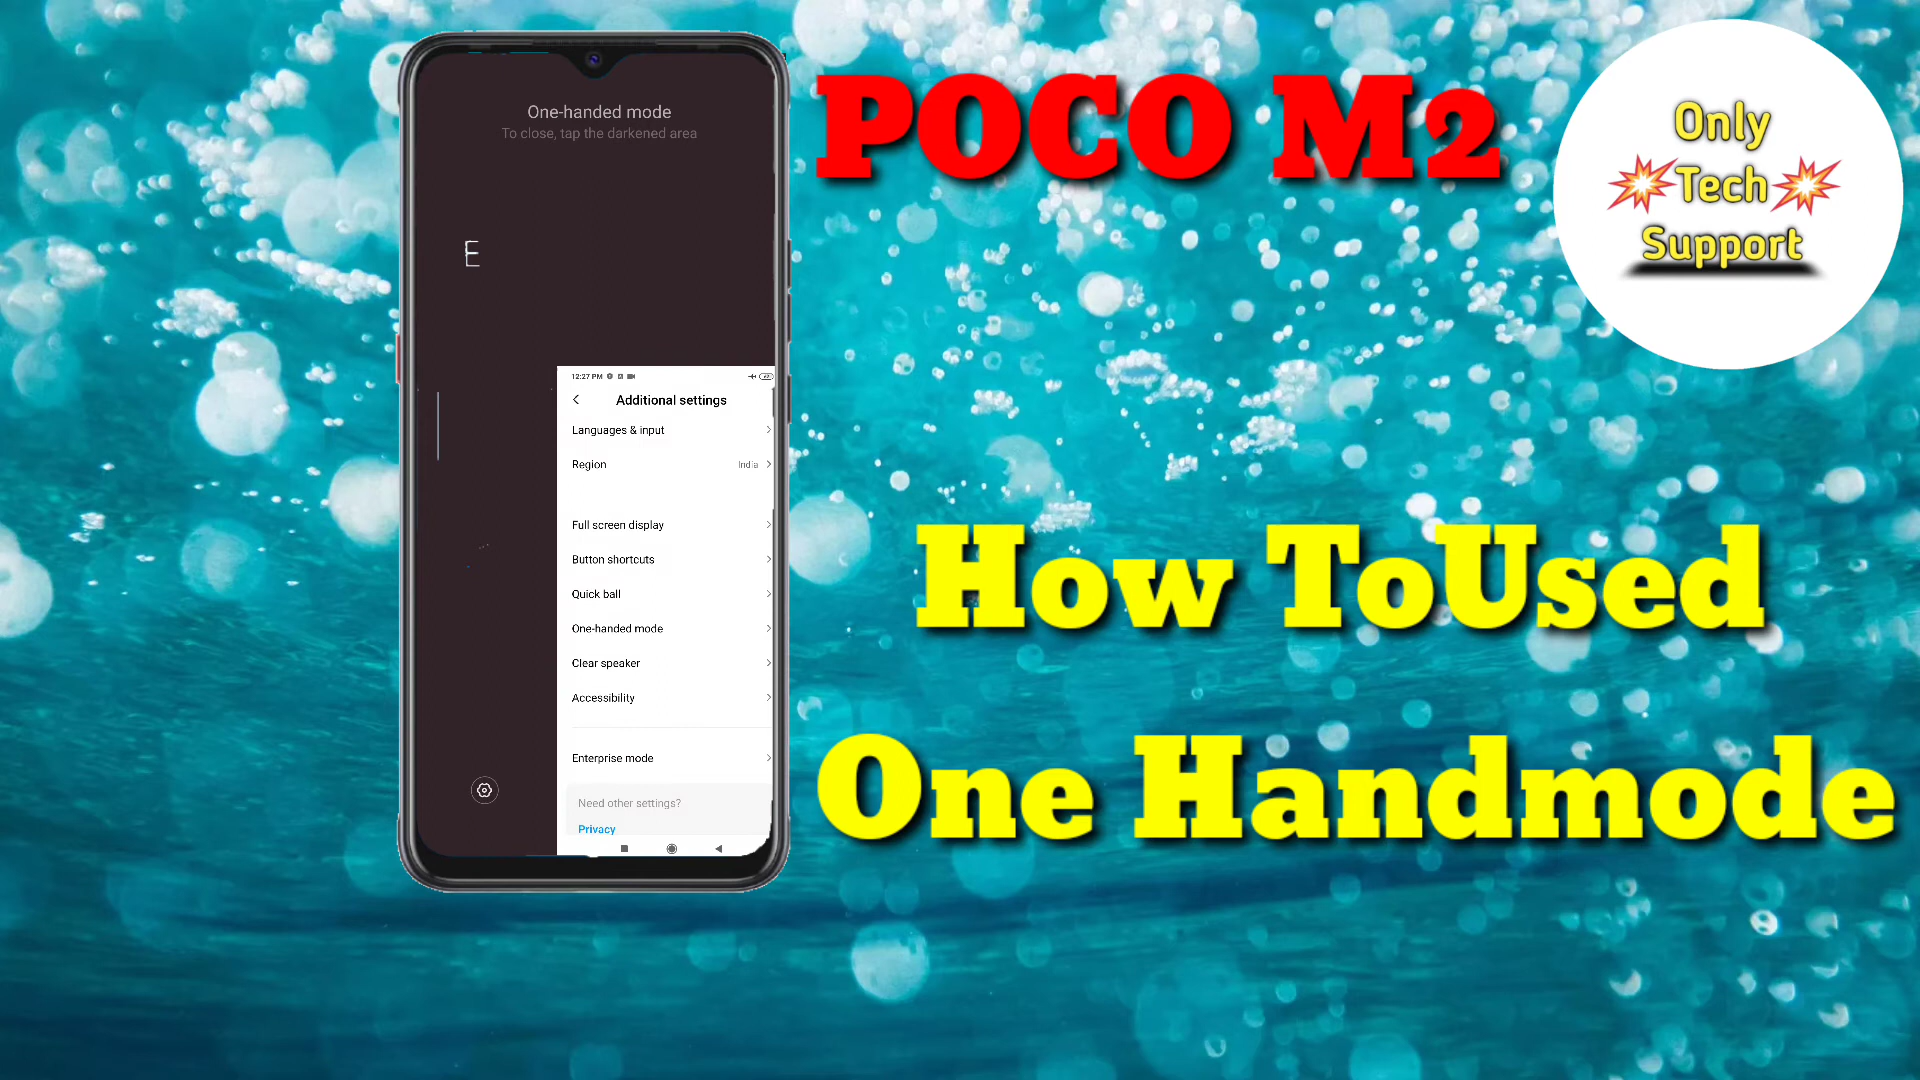 One-handed mode
To close, tap the darkened area
12:27 PM
Additional settings
Languages & input
Region India
Full screen display
Button shortcuts
Quick ball
One-handed mode
Clear speaker
Accessibility
Enterprise mode
Need other settings?
Privacy
POCO M2
How ToUsed
One Handmode
Only
Tech
Support